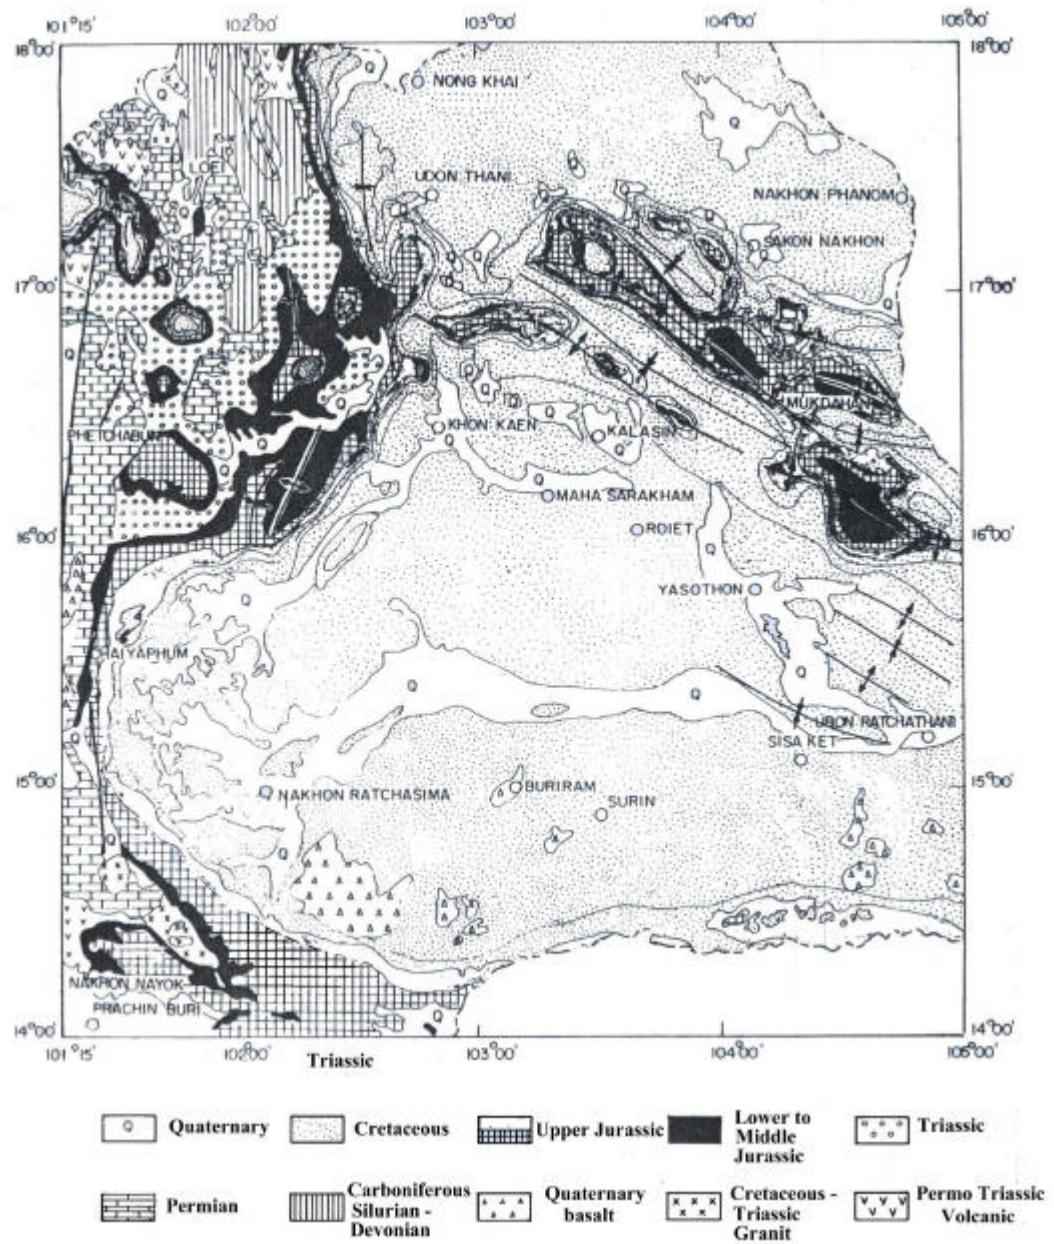 101°15' 102°00' 103°00' 104°00' 105°00'
18°00' 18°00'
Q
Q NONG KHAI
Q
Q
LOEI
UDON THANI
NAKHON PHANOM
SAKON NAKHON
17°00' 17°00'
Q
MUKDAHAN
PHETCHABUN
Q
KHON KAEN
KALASIN
MAHA SARAKHAM
ROIET
16°00' 16°00'
Q
YASOTHON
Q
HAIYAPHUM
Q
Q
Q
UBON RATCHATHANI
SISA KET
15°00' 15°00'
NAKHON RATCHASIMA
BURIRAM
SURIN
Q
Q
NAKHON NAYOK
PRACHIN BURI
Q
14°00' 14°00'
101°15' 102°00' 103°00' 104°00' 105°00'
Triassic
Q Quaternary Cretaceous Upper Jurassic Lower to Middle Jurassic Triassic
Permian Carboniferous Silurian - Devonian Quaternary basalt Cretaceous - Triassic Granit Permo Triassic Volcanic